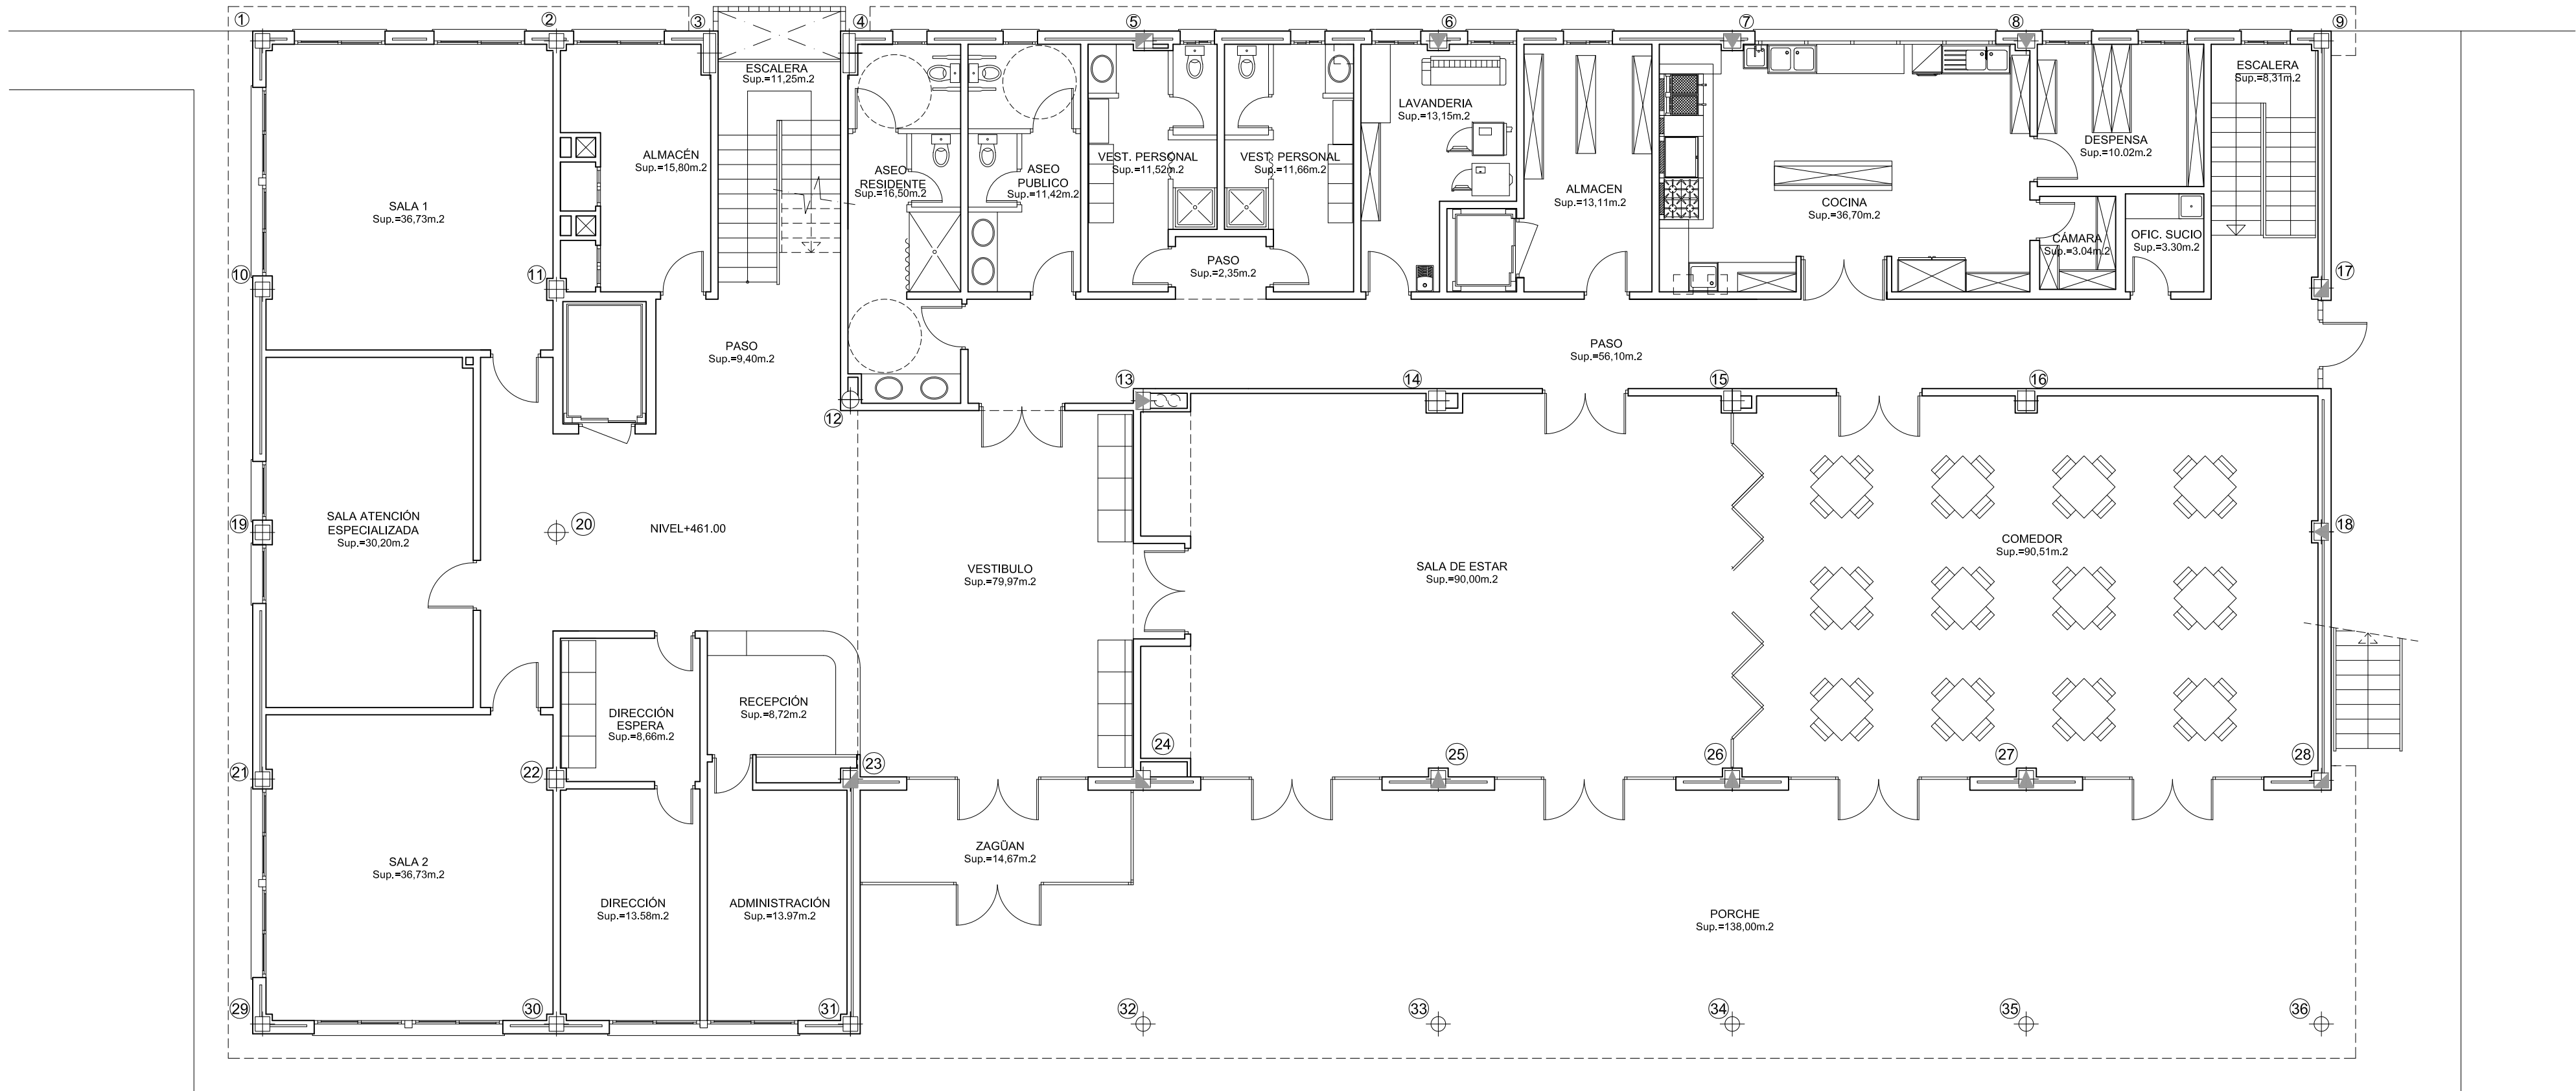 1
2
3
4
5
6
7
8
9
ESCALERA
Sup.=11,25m.2
ESCALERA
Sup.=8,31m.2
LAVANDERIA
Sup.=13,15m.2
ALMACÉN
Sup.=15,80m.2
VEST. PERSONAL
Sup.=11,52m.2
VEST. PERSONAL
Sup.=11,66m.2
DESPENSA
Sup.=10.02m.2
ASEO
RESIDENTE
Sup.=16,50m.2
ASEO
PUBLICO
Sup.=11,42m.2
ALMACEN
Sup.=13,11m.2
SALA 1
Sup.=36,73m.2
COCINA
Sup.=36,70m.2
CÁMARA
Sup.=3.04m.2
OFIC. SUCIO
Sup.=3.30m.2
PASO
Sup.=2,35m.2
10
11
17
PASO
Sup.=9,40m.2
PASO
Sup.=56,10m.2
12
13
14
15
16
SALA ATENCIÓN
ESPECIALIZADA
Sup.=30,20m.2
19
20
NIVEL+461.00
18
VESTIBULO
Sup.=79,97m.2
SALA DE ESTAR
Sup.=90,00m.2
COMEDOR
Sup.=90,51m.2
DIRECCIÓN
ESPERA
Sup.=8,66m.2
RECEPCIÓN
Sup.=8,72m.2
21
22
23
24
25
26
27
28
SALA 2
Sup.=36,73m.2
ZAGÜAN
Sup.=14,67m.2
DIRECCIÓN
Sup.=13.58m.2
ADMINISTRACIÓN
Sup.=13.97m.2
PORCHE
Sup.=138,00m.2
29
30
31
32
33
34
35
36